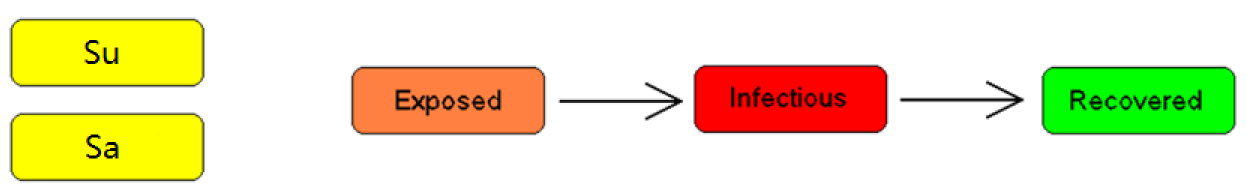 Su
Sa
Exposed
Infectious
Recovered